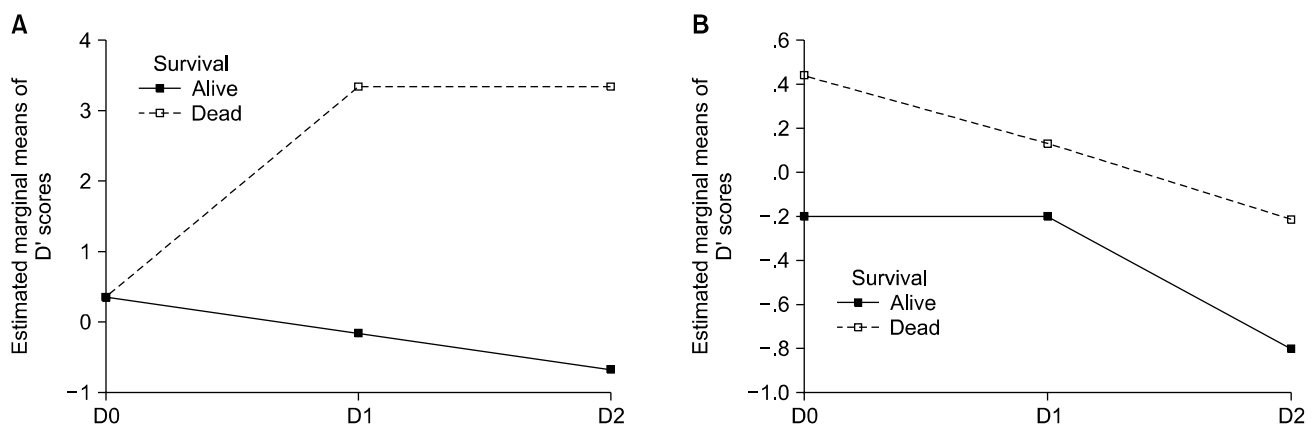 A
Estimated marginal means of
D' scores
4
3
2
1
0
−1
Survival
Alive
Dead
D0
D1
D2
B
Estimated marginal means of
D' scores
.6
.4
.2
.0
−.2
−.4
−.6
−.8
−1.0
Survival
Alive
Dead
D0
D1
D2